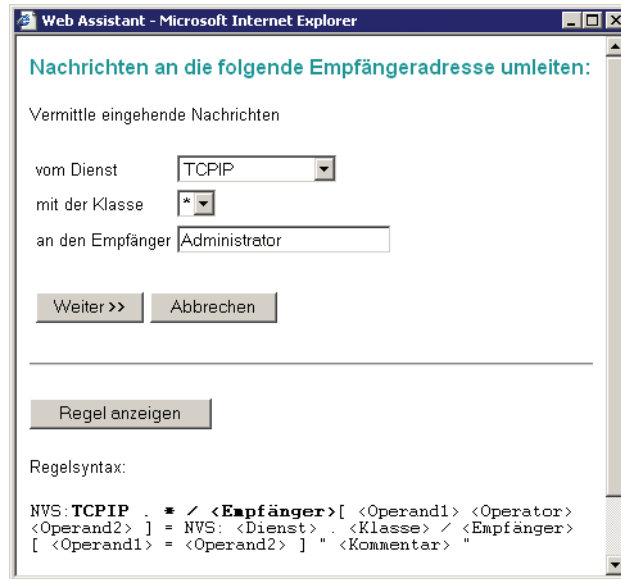 Web Assistant - Microsoft Internet Explorer
Nachrichten an die folgende Empfängeradresse umleiten:
Vermittle eingehende Nachrichten
vom Dienst TCPIP
mit der Klasse *
an den Empfänger Administrator
Weiter >> Abbrechen
Regel anzeigen
Regelsyntax:
NVS:TCPIP . * / <Empfänger>[ <Operand1> <Operator>
<Operand2> ] = NVS: <Dienst> . <Klasse> / <Empfänger>
[ <Operand1> = <Operand2> ] " <Kommentar> "